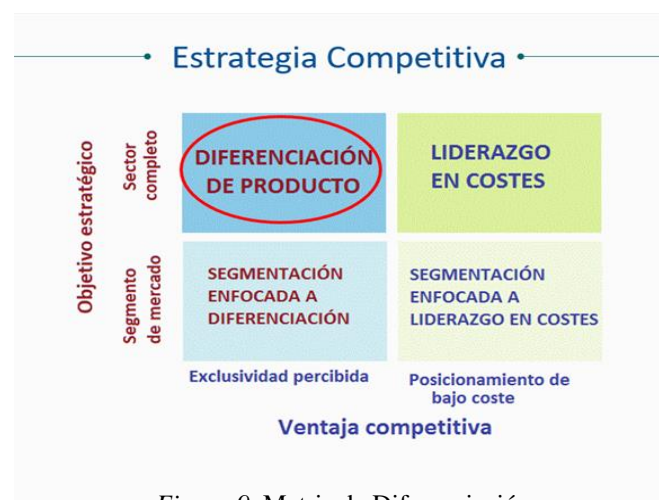 Estrategia Competitiva
Objetivo estratégico
Sector
completo
DIFERENCIACIÓN
DE PRODUCTO
LIDERAZGO
EN COSTES
Segmento
de mercado
SEGMENTACIÓN
ENFOCADA A
DIFERENCIACIÓN
SEGMENTACIÓN
ENFOCADA A
LIDERAZGO EN COSTES
Exclusividad percibida
Posicionamiento de
bajo coste
Ventaja competitiva